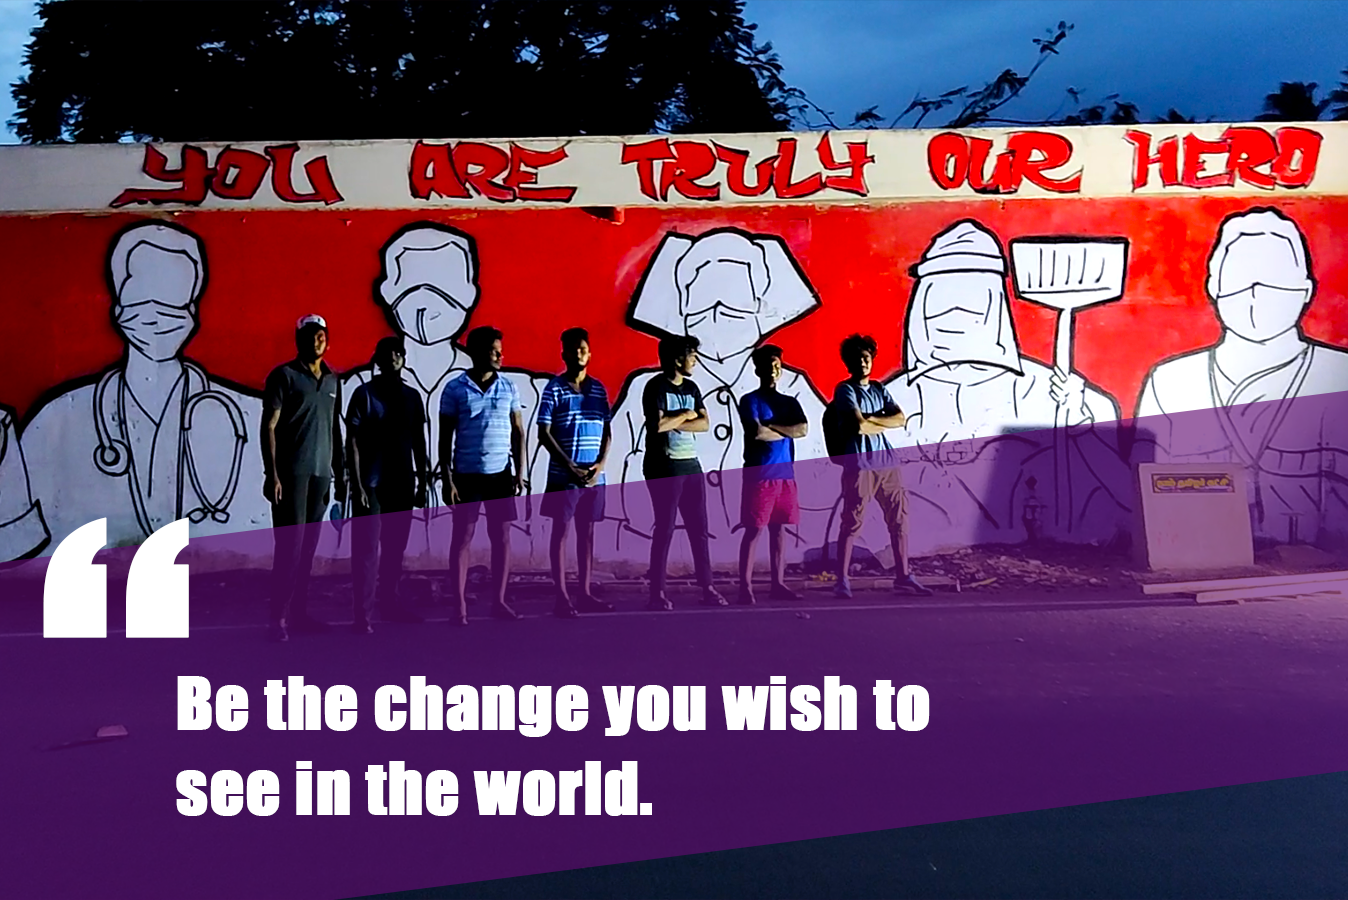 YOU ARE TRULY OUR HERO
“
Be the change you wish to
see in the world.